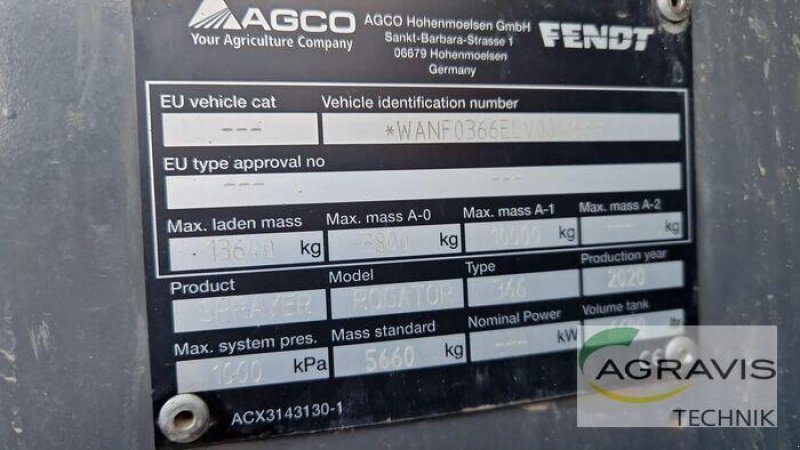 AGCO
Your Agriculture Company
AGCO Hohenmoelsen GmbH
Sankt-Barbara-Strasse 1
06679 Hohenmoelsen
Germany
FENDT
EU vehicle cat
Vehicle identification number
---
EU type approval no
--- ---
Max. laden mass
Max. mass A-0
Max. mass A-1
Max. mass A-2
13640 kg
3800 kg
10000 kg
--- kg
Product
Model
Type
Production year
SPRAYER
ROGATOR
366
2020
Max. system pres.
Mass standard
Nominal Power
Volume tank
1000 kPa
5660 kg
--- kW
ltr
CE
ACX3143130-1
AGRAVIS
TECHNIK